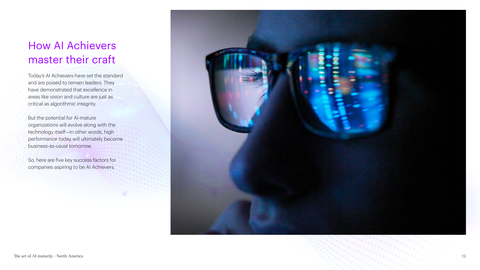 How AI Achievers
master their craft
Today's AI Achievers have set the standard
and are poised to remain leaders. They
have demonstrated that excellence in
areas like vision and culture are just as
critical as algorithmic integrity.
But the potential for AI-mature
organizations will evolve along with the
technology itself—in other words, high
performance today will ultimately become
business-as-usual tomorrow.
So, here are five key success factors for
companies aspiring to be AI Achievers.
The art of AI maturity - North America